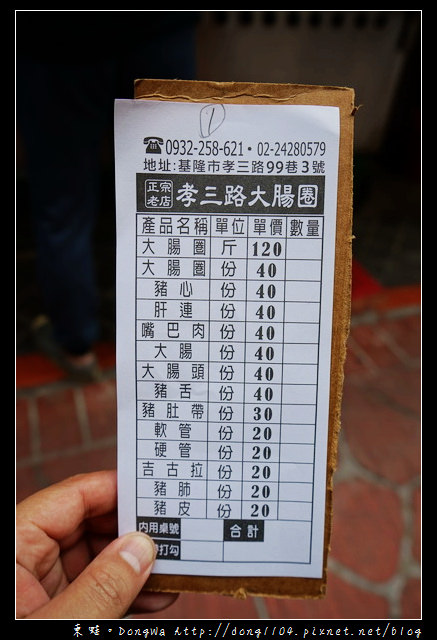 1
☎0932-258-621•02-24280579
地址:基隆市孝三路99巷3號
正宗老店 孝三路大腸圈
產品名稱 單位 單價 數量
大腸圈 斤 120
大腸圈 份 40
豬心 份 40
肝連 份 40
嘴巴肉 份 40
大腸 份 40
大腸頭 份 40
豬舌 份 40
豬肚帶 份 30
軟管 份 20
硬管 份 20
吉古拉 份 20
豬肺 份 20
豬皮 份 20
內用桌號 合計
打勾
東蛙。DongWa http://dong1104.pixnet.net/blog